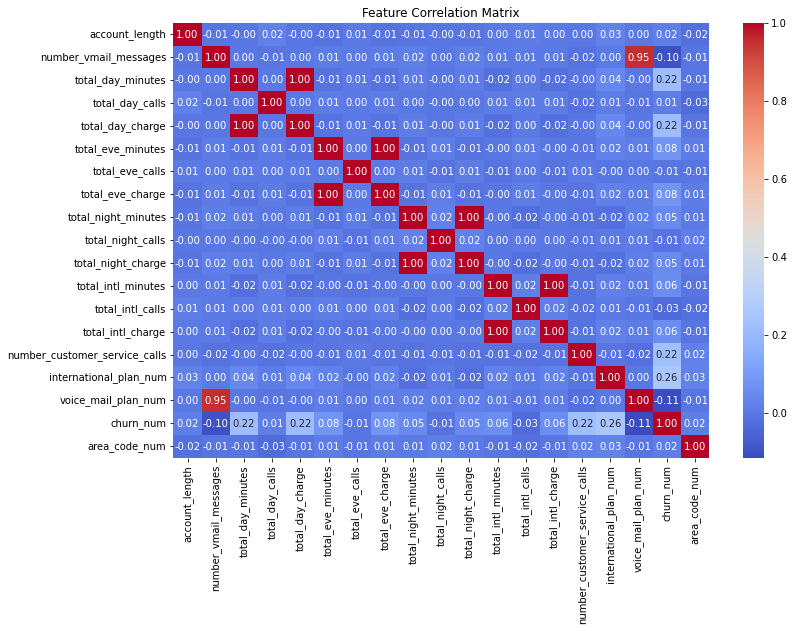 Feature Correlation Matrix
account_length 1.00 -0.01 -0.00 0.02 -0.00 -0.01 0.01 -0.01 -0.01 -0.00 -0.01 0.00 0.01 0.00 0.00 0.03 0.00 0.02 -0.02
number_vmail_messages -0.01 1.00 0.00 -0.01 0.00 0.01 0.00 0.01 0.02 0.00 0.02 0.01 0.01 0.01 -0.02 0.00 0.95 -0.10 -0.01
total_day_minutes -0.00 0.00 1.00 0.00 1.00 -0.01 0.01 -0.01 0.01 0.00 0.01 -0.02 0.00 -0.02 -0.00 0.04 -0.00 0.22 -0.01
total_day_calls 0.02 -0.01 0.00 1.00 0.00 -0.01 0.00 -0.01 0.00 -0.00 0.00 0.01 0.01 0.01 -0.02 0.01 -0.01 0.01 -0.03
total_day_charge -0.00 0.00 1.00 0.00 1.00 -0.01 0.01 -0.01 0.01 0.00 0.01 -0.02 0.00 -0.02 -0.00 0.04 -0.00 0.22 -0.01
total_eve_minutes -0.01 0.01 -0.01 -0.01 -0.01 1.00 0.00 1.00 -0.01 0.01 -0.01 -0.00 0.01 -0.00 -0.01 0.02 0.01 0.08 0.01
total_eve_calls 0.01 0.00 0.01 0.00 0.01 0.00 1.00 0.00 -0.01 0.01 -0.01 -0.01 0.01 -0.01 0.01 -0.00 -0.00 -0.01 -0.01
total_eve_charge -0.01 0.01 -0.01 -0.01 -0.01 1.00 0.00 1.00 -0.01 0.01 -0.01 -0.00 0.01 -0.00 -0.01 0.02 0.01 0.08 0.01
total_night_minutes -0.01 0.02 0.01 0.00 0.01 -0.01 -0.01 -0.01 1.00 0.02 1.00 -0.00 -0.02 -0.00 -0.01 -0.02 0.02 0.05 0.01
total_night_calls -0.00 0.00 0.00 -0.00 0.00 0.01 0.01 0.01 0.02 1.00 0.02 0.00 0.00 0.00 -0.01 0.01 0.01 -0.01 0.02
total_night_charge -0.01 0.02 0.01 0.00 0.01 -0.01 -0.01 -0.01 1.00 0.02 1.00 -0.00 -0.02 -0.00 -0.01 -0.02 0.02 0.05 0.01
total_intl_minutes 0.00 0.01 -0.02 0.01 -0.02 -0.00 -0.01 -0.00 -0.00 0.00 -0.00 1.00 0.02 1.00 -0.01 0.02 0.01 0.06 -0.01
total_intl_calls 0.01 0.01 0.00 0.01 0.00 0.01 0.01 0.01 -0.02 0.00 -0.02 0.02 1.00 0.02 -0.02 0.01 -0.01 -0.03 -0.02
total_intl_charge 0.00 0.01 -0.02 0.01 -0.02 -0.00 -0.01 -0.00 -0.00 0.00 -0.00 1.00 0.02 1.00 -0.01 0.02 0.01 0.06 -0.01
number_customer_service_calls 0.00 -0.02 -0.00 -0.02 -0.00 -0.01 0.01 -0.01 -0.01 -0.01 -0.01 -0.01 -0.02 -0.01 1.00 -0.01 -0.02 0.22 0.02
international_plan_num 0.03 0.00 0.04 0.01 0.04 0.02 -0.00 0.02 -0.02 0.01 -0.02 0.02 0.01 0.02 -0.01 1.00 0.00 0.26 0.03
voice_mail_plan_num 0.00 0.95 -0.00 -0.01 -0.00 0.01 -0.00 0.01 0.02 0.01 0.02 0.01 -0.01 0.01 -0.02 0.00 1.00 -0.11 -0.01
churn_num 0.02 -0.10 0.22 0.01 0.22 0.08 -0.01 0.08 0.05 -0.01 0.05 0.06 -0.03 0.06 0.22 0.26 -0.11 1.00 0.02
area_code_num -0.02 -0.01 -0.01 -0.03 -0.01 0.01 -0.01 0.01 0.01 0.02 0.01 -0.01 -0.02 -0.01 0.02 0.03 -0.01 0.02 1.00
account_length
number_vmail_messages
total_day_minutes
total_day_calls
total_day_charge
total_eve_minutes
total_eve_calls
total_eve_charge
total_night_minutes
total_night_calls
total_night_charge
total_intl_minutes
total_intl_calls
total_intl_charge
number_customer_service_calls
international_plan_num
voice_mail_plan_num
churn_num
area_code_num
1.0
0.8
0.6
0.4
0.2
0.0